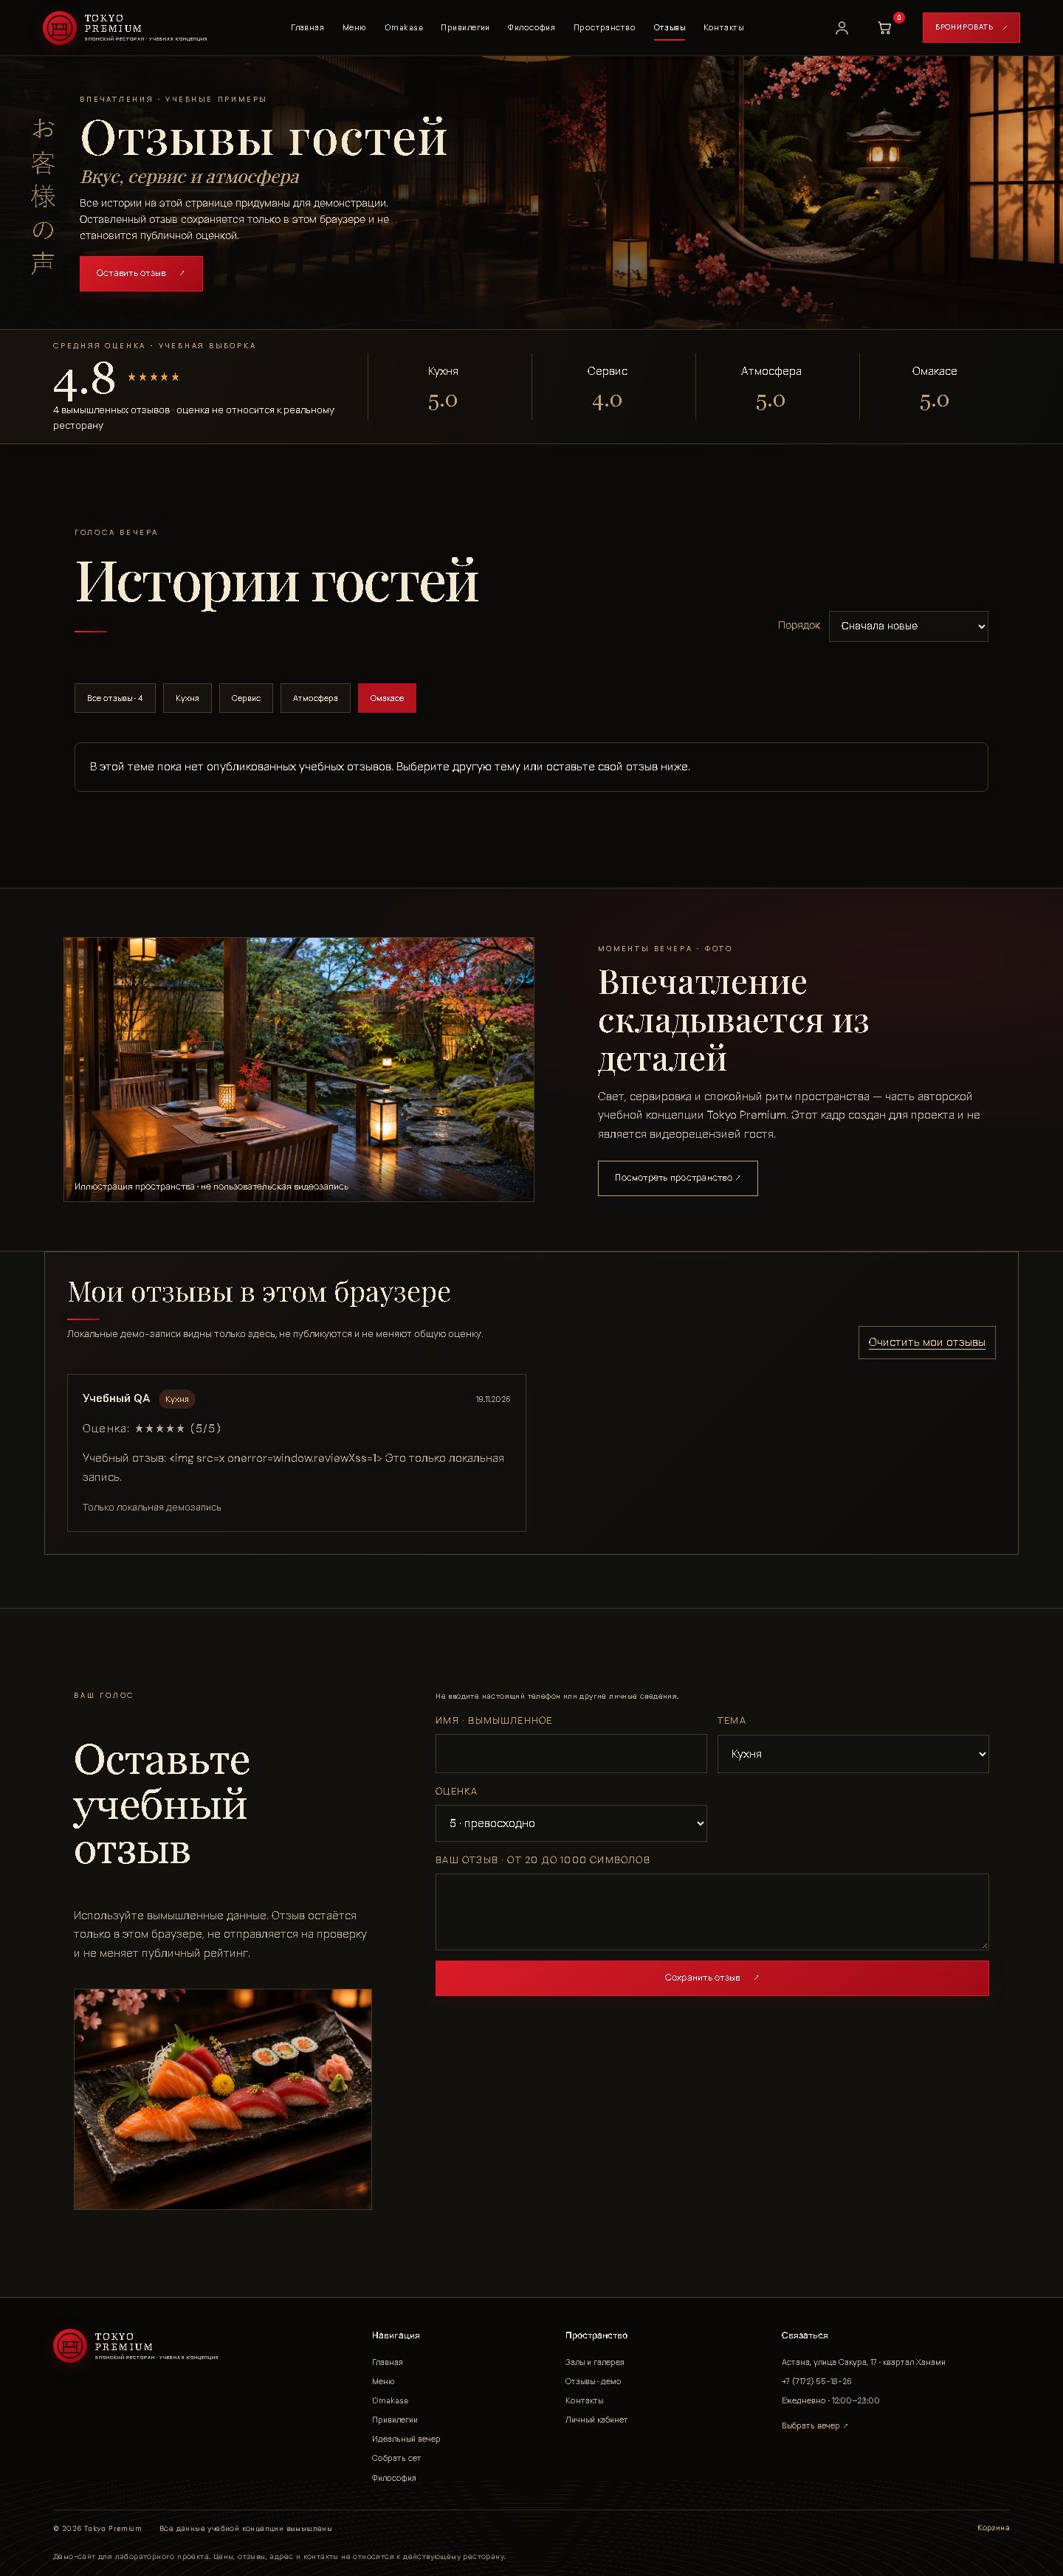 TOKYO
PREMIUM
ЯПОНСКИЙ РЕСТОРАН · УЧЕБНАЯ КОНЦЕПЦИЯ
Главная Меню Omakase Привилегии Философия Пространство Отзывы Контакты
0
БРОНИРОВАТЬ ↗
お客様の声
ВПЕЧАТЛЕНИЯ · УЧЕБНЫЕ ПРИМЕРЫ
Отзывы гостей
Вкус, сервис и атмосфера
Все истории на этой странице придуманы для демонстрации.
Оставленный отзыв сохраняется только в этом браузере и не
становится публичной оценкой.
Оставить отзыв ↗
СРЕДНЯЯ ОЦЕНКА · УЧЕБНАЯ ВЫБОРКА
4.8 ★★★★★
4 вымышленных отзывов · оценка не относится к реальному
ресторану
Кухня
5.0
Сервис
4.0
Атмосфера
5.0
Омакасе
5.0
ГОЛОСА ВЕЧЕРА
Истории гостей
Порядок Сначала новые
Все отзывы · 4 Кухня Сервис Атмосфера Омакасе
В этой теме пока нет опубликованных учебных отзывов. Выберите другую тему или оставьте свой отзыв ниже.
Иллюстрация пространства · не пользовательская видеозапись
МОМЕНТЫ ВЕЧЕРА · ФОТО
Впечатление
складывается из
деталей
Свет, сервировка и спокойный ритм пространства — часть авторской
учебной концепции Tokyo Premium. Этот кадр создан для проекта и не
является видеорецензией гостя.
Посмотреть пространство ↗
Мои отзывы в этом браузере
Локальные демо-записи видны только здесь, не публикуются и не меняют общую оценку.
Очистить мои отзывы
Учебный QA Кухня 19.11.2026
Оценка: ★★★★★ (5/5)
Учебный отзыв: <img src=x onerror=window.reviewXss=1> Это только локальная
запись.
Только локальная демозапись
ВАШ ГОЛОС
Оставьте
учебный
отзыв
Используйте вымышленные данные. Отзыв остаётся
только в этом браузере, не отправляется на проверку
и не меняет публичный рейтинг.
Не вводите настоящий телефон или другие личные сведения.
ИМЯ · ВЫМЫШЛЕННОЕ
ТЕМА
Кухня
ОЦЕНКА
5 · превосходно
ВАШ ОТЗЫВ · ОТ 20 ДО 1000 СИМВОЛОВ
Сохранить отзыв ↗
TOKYO
PREMIUM
ЯПОНСКИЙ РЕСТОРАН · УЧЕБНАЯ КОНЦЕПЦИЯ
Навигация
Главная
Меню
Omakase
Привилегии
Идеальный вечер
Собрать сет
Философия
Пространство
Залы и галерея
Отзывы · демо
Контакты
Личный кабинет
Связаться
Астана, улица Сакура, 17 · квартал Ханами
+7 (7172) 55-18-26
Ежедневно · 12:00–23:00
Выбрать вечер ↗
© 2026 Tokyo Premium Все данные учебной концепции вымышлены
Корзина
Демо-сайт для лабораторного проекта. Цены, отзывы, адрес и контакты не относятся к действующему ресторану.